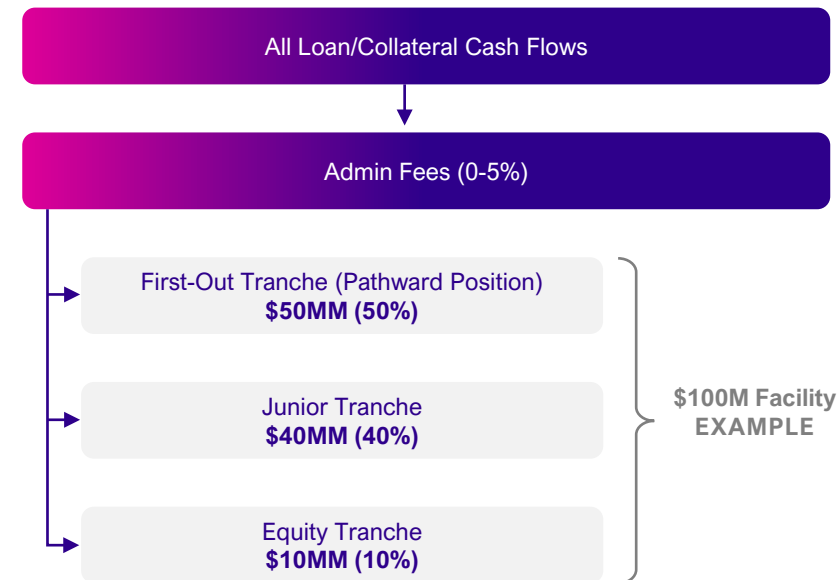 All Loan/Collateral Cash Flows
Admin Fees (0-5%)
First-Out Tranche (Pathward Position)
$50MM (50%)
Junior Tranche
$40MM (40%)
Equity Tranche
$10MM (10%)
$100M Facility
EXAMPLE